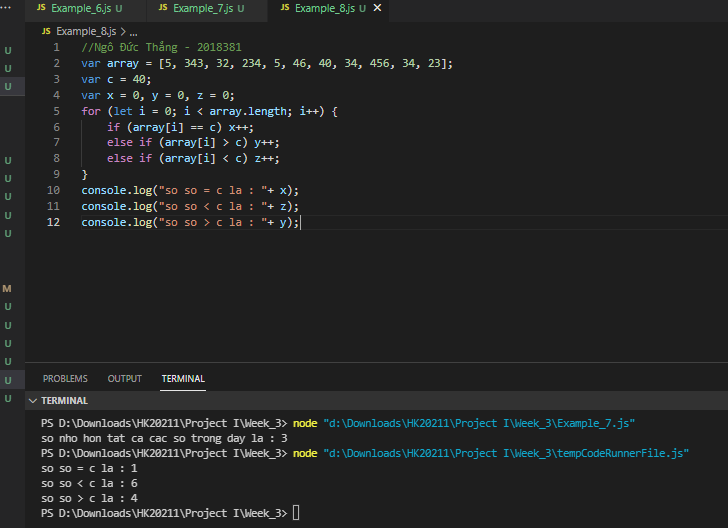 ··· JS Example_6.js U JS Example_7.js U JS Example_8.js U ×
JS Example_8.js > ...
U
U
U
U
U
U
U
U
M
U
U
U
U
U
U
1 //Ngô Đức Thắng - 2018381
2 var array = [5, 343, 32, 234, 5, 46, 40, 34, 456, 34, 23];
3 var c = 40;
4 var x = 0, y = 0, z = 0;
5 for (let i = 0; i < array.length; i++) {
6 if (array[i] == c) x++;
7 else if (array[i] > c) y++;
8 else if (array[i] < c) z++;
9 }
10 console.log("so so = c la : "+ x);
11 console.log("so so < c la : "+ z);
12 console.log("so so > c la : "+ y);
PROBLEMS OUTPUT TERMINAL
TERMINAL
PS D:\Downloads\HK20211\Project I\Week_3> node "d:\Downloads\HK20211\Project I\Week_3\Example_7.js"
so nho hon tat ca cac so trong day la : 3
PS D:\Downloads\HK20211\Project I\Week_3> node "d:\Downloads\HK20211\Project I\Week_3\tempCodeRunnerFile.js"
so so = c la : 1
so so < c la : 6
so so > c la : 4
PS D:\Downloads\HK20211\Project I\Week_3>